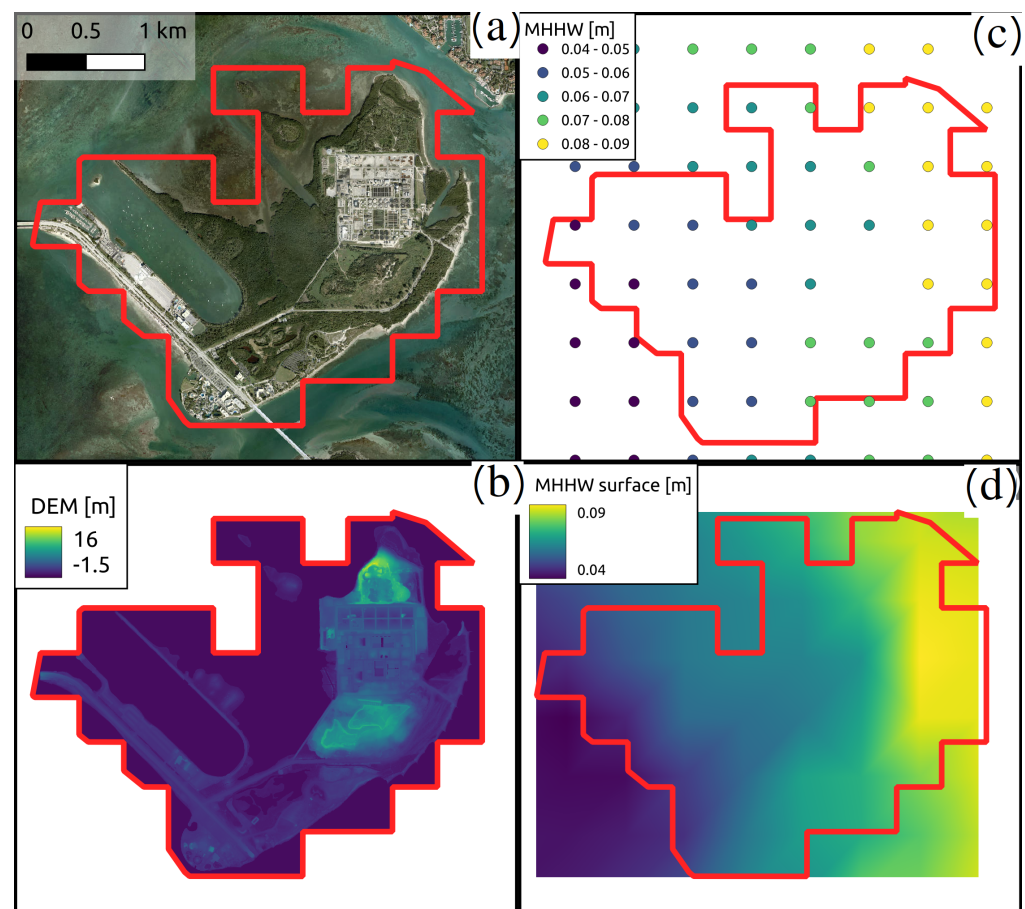 0 0.5 1 km
(a)
MHHW [m]
0.04 - 0.05
0.05 - 0.06
0.06 - 0.07
0.07 - 0.08
0.08 - 0.09
(c)
DEM [m]
16
-1.5
(b)
MHHW surface [m]
0.09
0.04
(d)